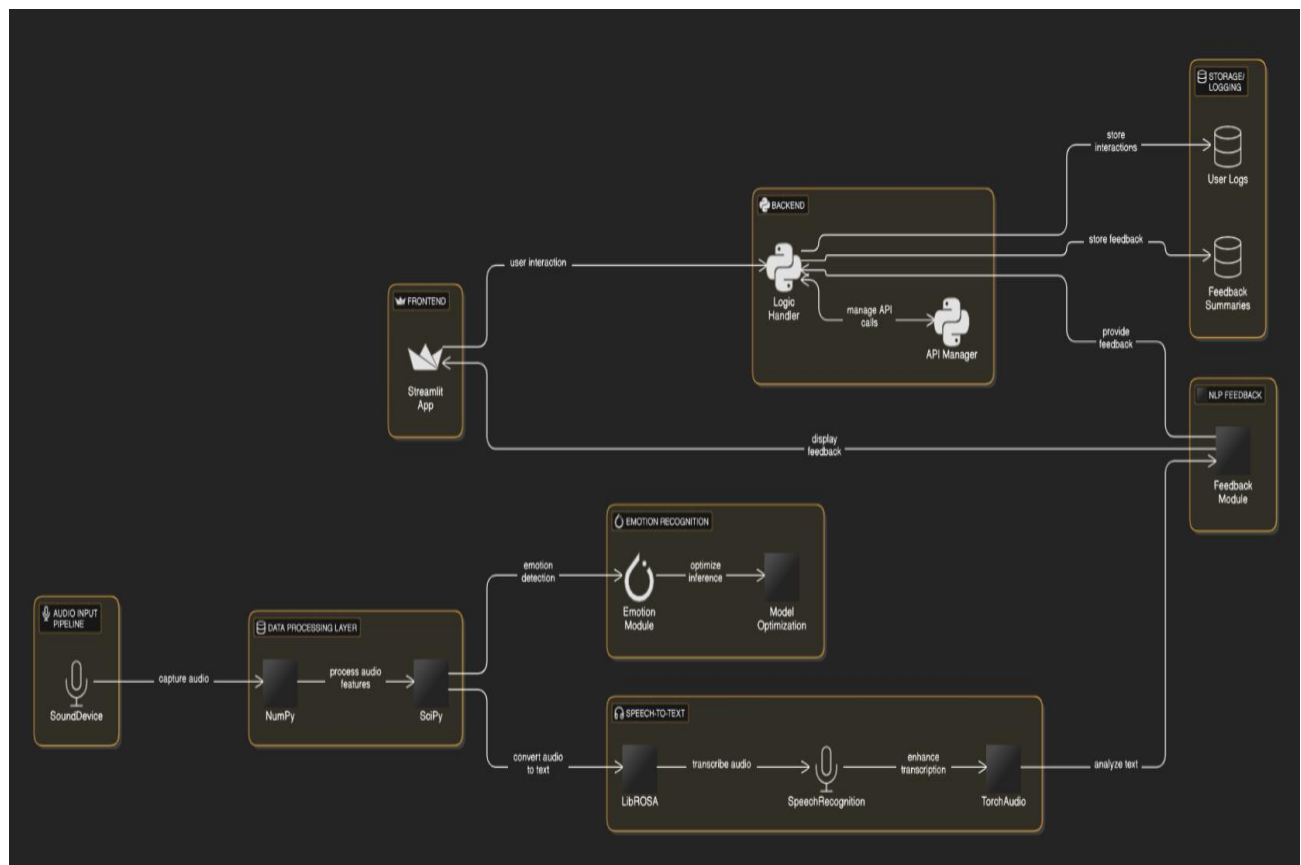 STORAGE/
LOGGING
store
interactions
User Logs
BACKEND
store feedback
user interaction
Logic
Handler
manage API
calls
API Manager
Feedback
Summaries
FRONTEND
provide
feedback
Streamlit
App
NLP FEEDBACK
display
feedback
Feedback
Module
EMOTION RECOGNITION
emotion
detection
optimize
inference
Emotion
Module
Model
Optimization
AUDIO INPUT
PIPELINE
DATA PROCESSING LAYER
capture audio
process audio
features
SoundDevice
NumPy
SciPy
SPEECH-TO-TEXT
convert audio
to text
transcribe audio
enhance
transcription
analyze text
LibROSA
SpeechRecognition
TorchAudio